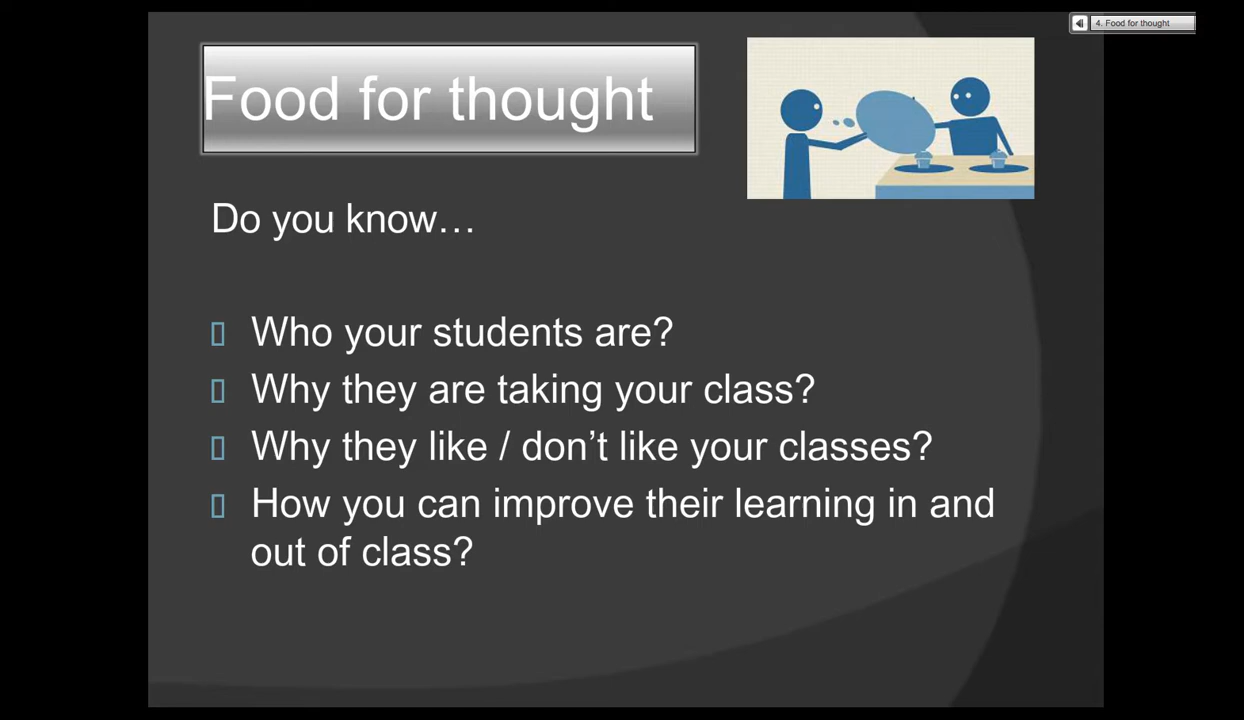 4. Food for thought
Food for thought
Do you know…
Who your students are?
Why they are taking your class?
Why they like / don’t like your classes?
How you can improve their learning in and
out of class?